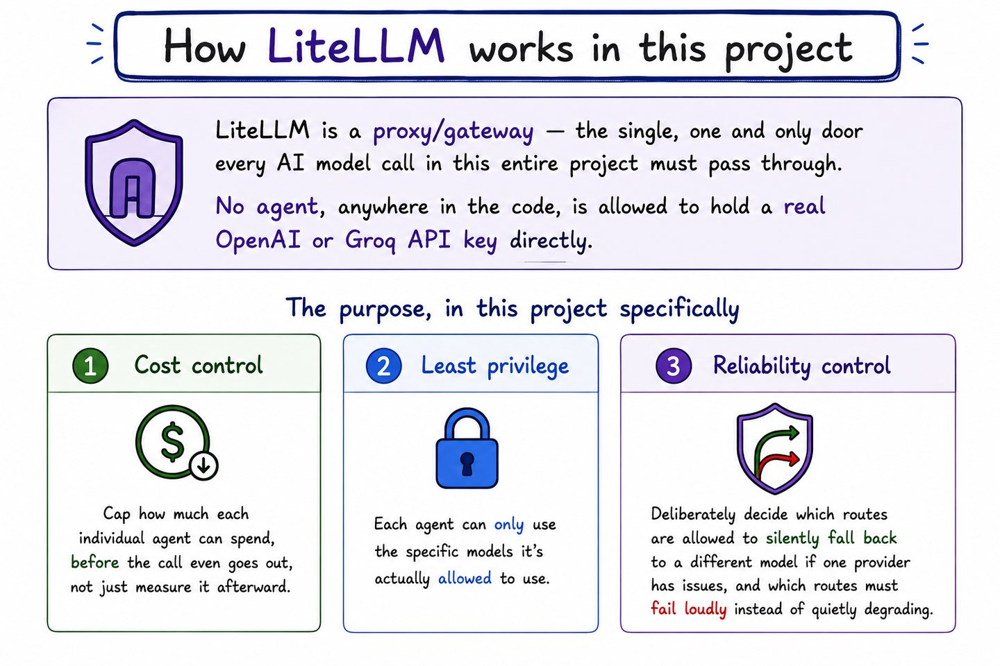 How LiteLLM works in this project
LiteLLM is a proxy/gateway — the single, one and only door
every AI model call in this entire project must pass through.
No agent, anywhere in the code, is allowed to hold a real
OpenAI or Groq API key directly.
The purpose, in this project specifically
1 Cost control
Cap how much each
individual agent can spend,
before the call even goes out,
not just measure it afterward.
2 Least privilege
Each agent can only use
the specific models it's
actually allowed to use.
3 Reliability control
Deliberately decide which routes
are allowed to silently fall back
to a different model if one provider
has issues, and which routes must
fail loudly instead of quietly degrading.